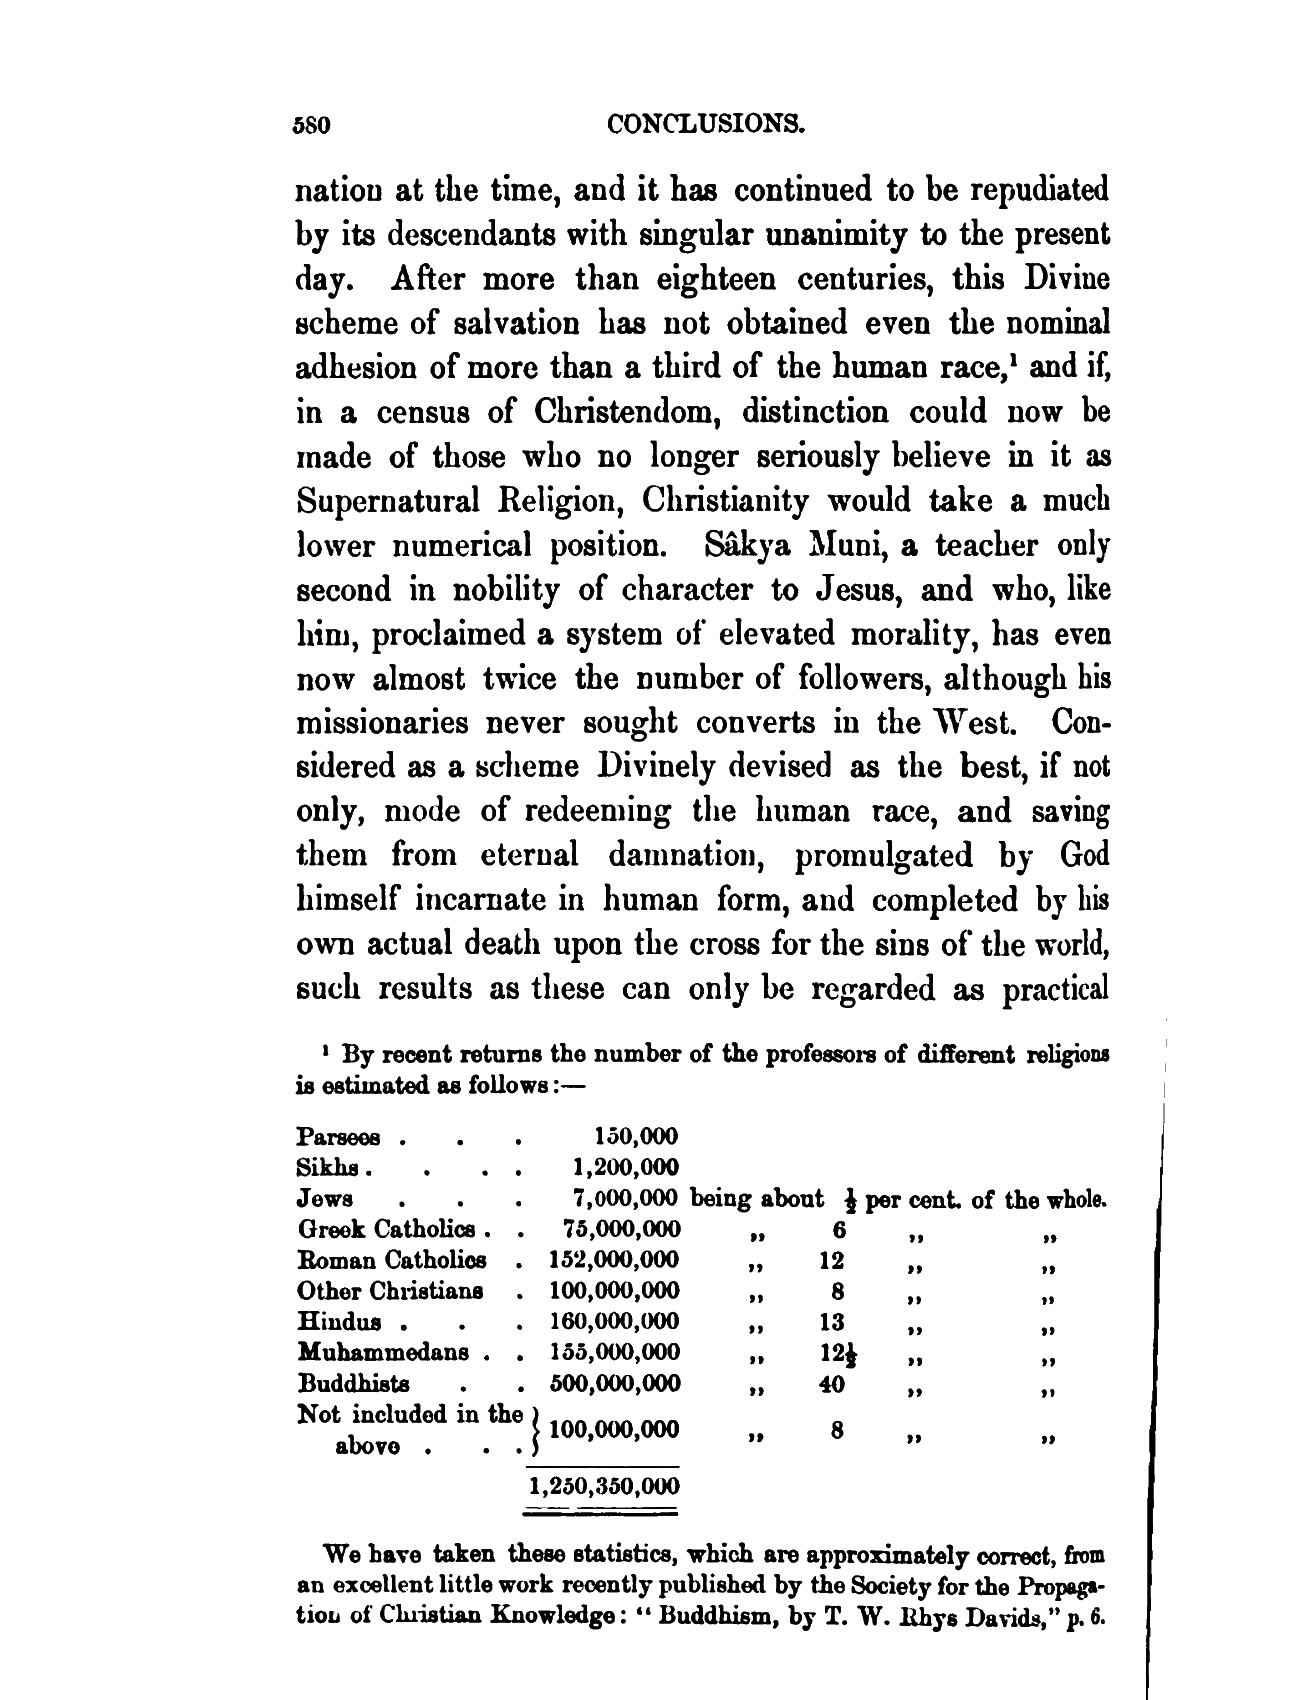 580 CONCLUSIONS.
nation at the time, and it has continued to be repudiated
by its descendants with singular unanimity to the present
day. After more than eighteen centuries, this Divine
scheme of salvation has not obtained even the nominal
adhesion of more than a third of the human race,¹ and if,
in a census of Christendom, distinction could now be
made of those who no longer seriously believe in it as
Supernatural Religion, Christianity would take a much
lower numerical position. Sâkya Muni, a teacher only
second in nobility of character to Jesus, and who, like
him, proclaimed a system of elevated morality, has even
now almost twice the number of followers, although his
missionaries never sought converts in the West. Con-
sidered as a scheme Divinely devised as the best, if not
only, mode of redeeming the human race, and saving
them from eternal damnation, promulgated by God
himself incarnate in human form, and completed by his
own actual death upon the cross for the sins of the world,
such results as these can only be regarded as practical
¹ By recent returns the number of the professors of different religions
is estimated as follows:—
Parsees . . . 150,000
Sikhs . . . . 1,200,000
Jews . . . 7,000,000 being about ½ per cent. of the whole.
Greek Catholics . . 75,000,000 „ 6 „ „
Roman Catholics . 152,000,000 „ 12 „ „
Other Christians . 100,000,000 „ 8 „ „
Hindus . . . 160,000,000 „ 13 „ „
Muhammedans . . 155,000,000 „ 12½ „ „
Buddhists . . 500,000,000 „ 40 „ „
Not included in the
above . . . } 100,000,000 „ 8 „ „
1,250,350,000
We have taken these statistics, which are approximately correct, from
an excellent little work recently published by the Society for the Propaga-
tion of Christian Knowledge: “Buddhism, by T. W. Rhys Davids,” p. 6.